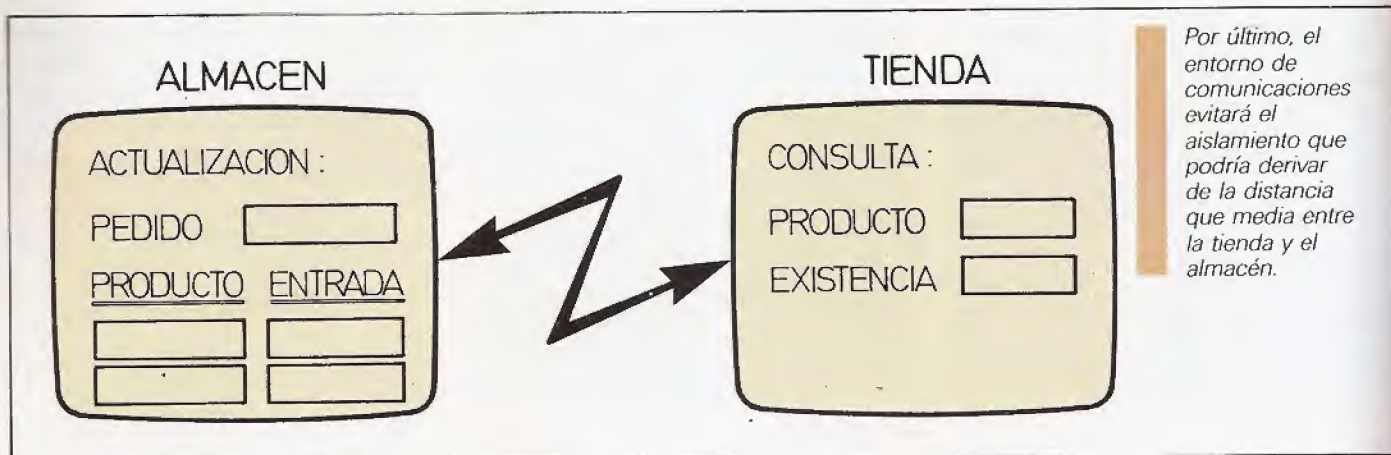 ALMACEN
ACTUALIZACION :
PEDIDO
PRODUCTO ENTRADA
TIENDA
CONSULTA :
PRODUCTO
EXISTENCIA
Por último, el
entorno de
comunicaciones
evitará el
aislamiento que
podría derivar
de la distancia
que media entre
la tienda y el
almacén.